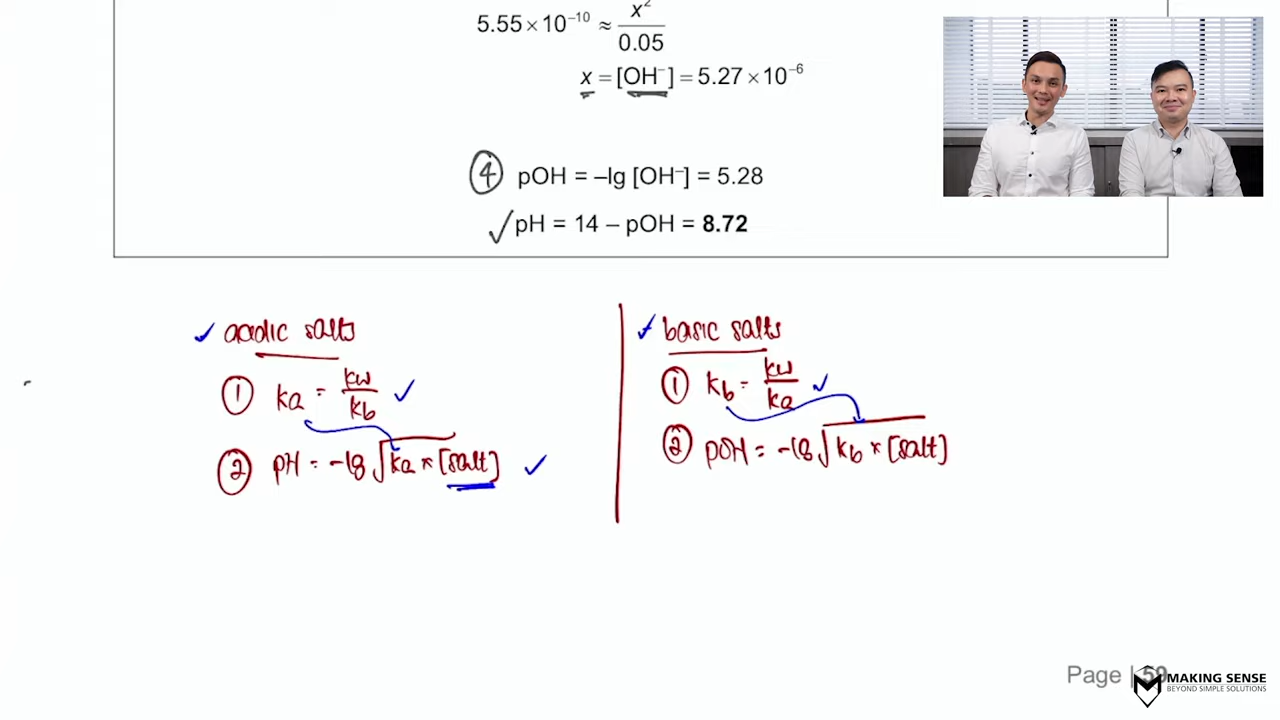 5.55×10⁻¹⁰ ≈ x²/0.05
x = [OH⁻] = 5.27×10⁻⁶
④ pOH = –lg [OH⁻] = 5.28
✓pH = 14 – pOH = 8.72
✓ acidic salts
① ka = kw/kb ✓
② pH = -lg √ka × [salt] ✓
✓ basic salts
① kb = kw/ka ✓
② pOH = -lg √kb × [salt]
Page | 59
MAKING SENSE
BEYOND SIMPLE SOLUTIONS